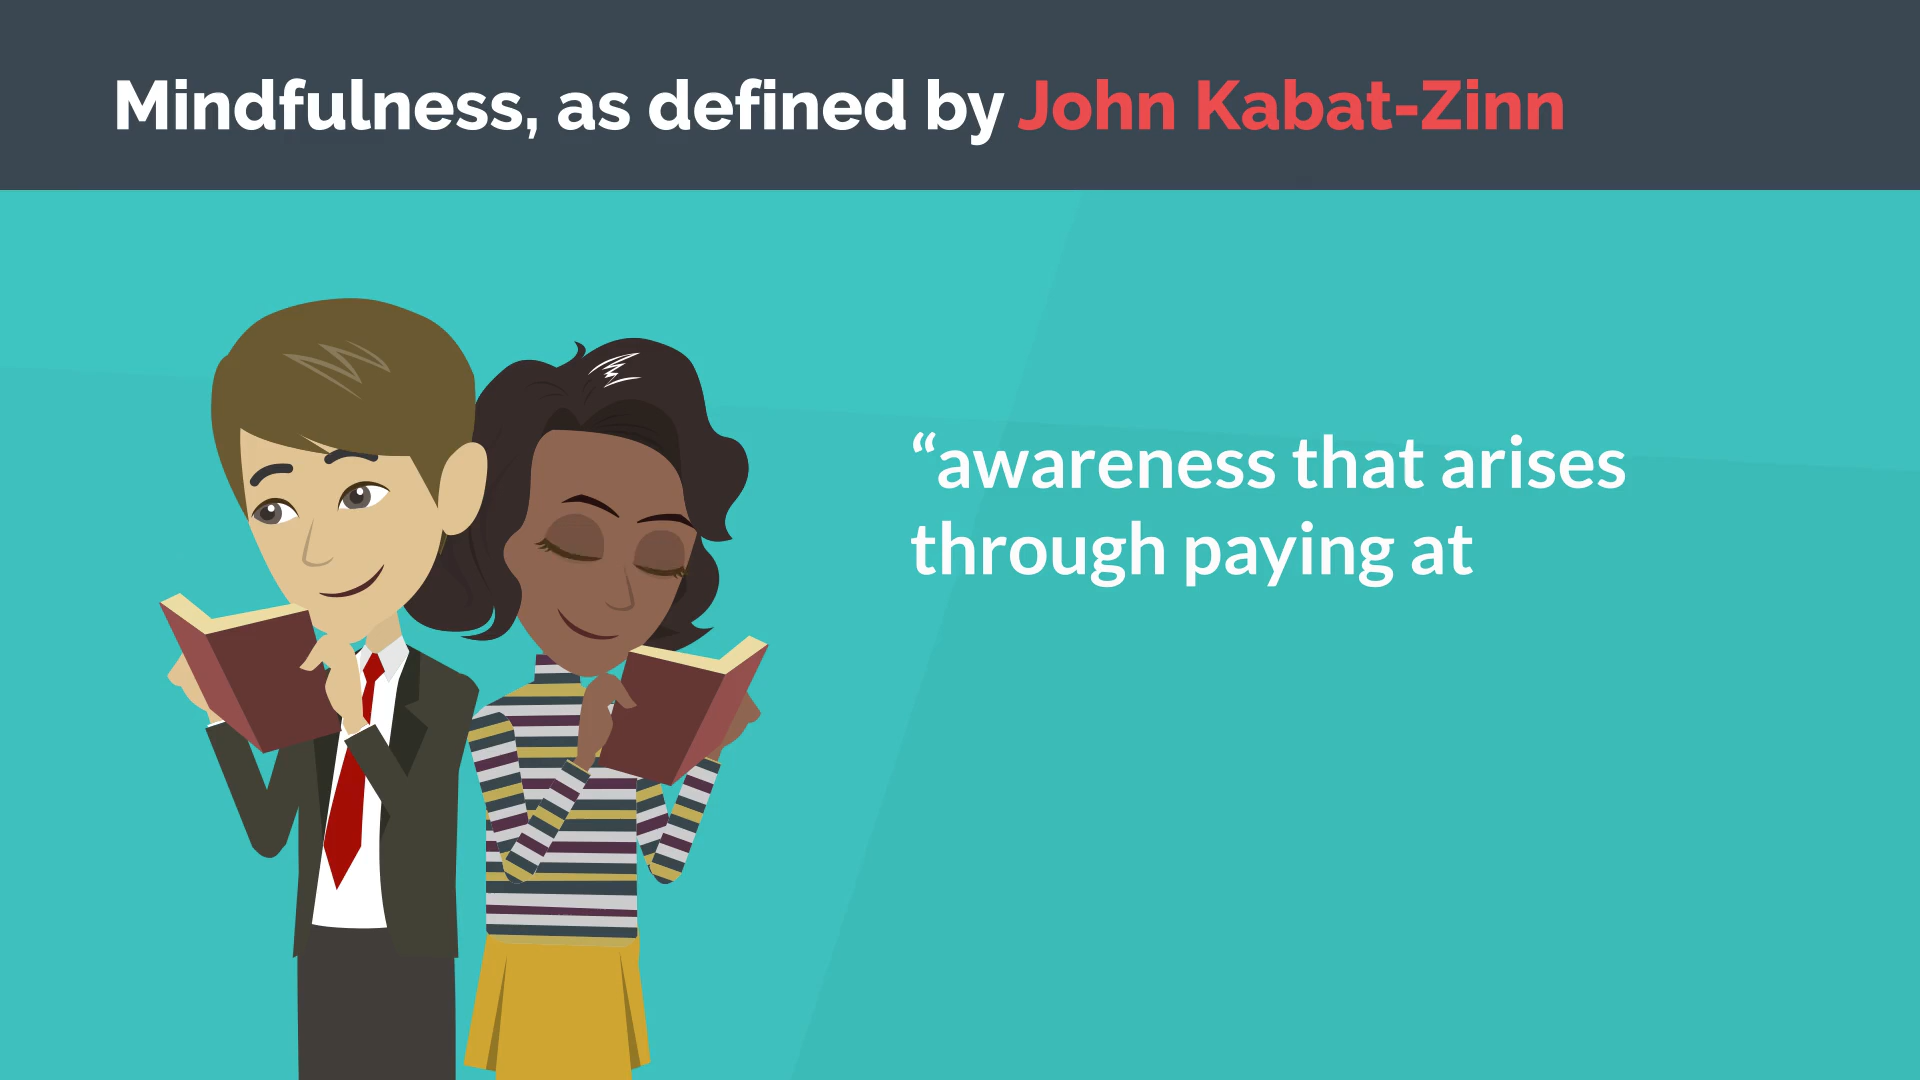 Mindfulness, as defined by John Kabat-Zinn
“awareness that arises
through paying at